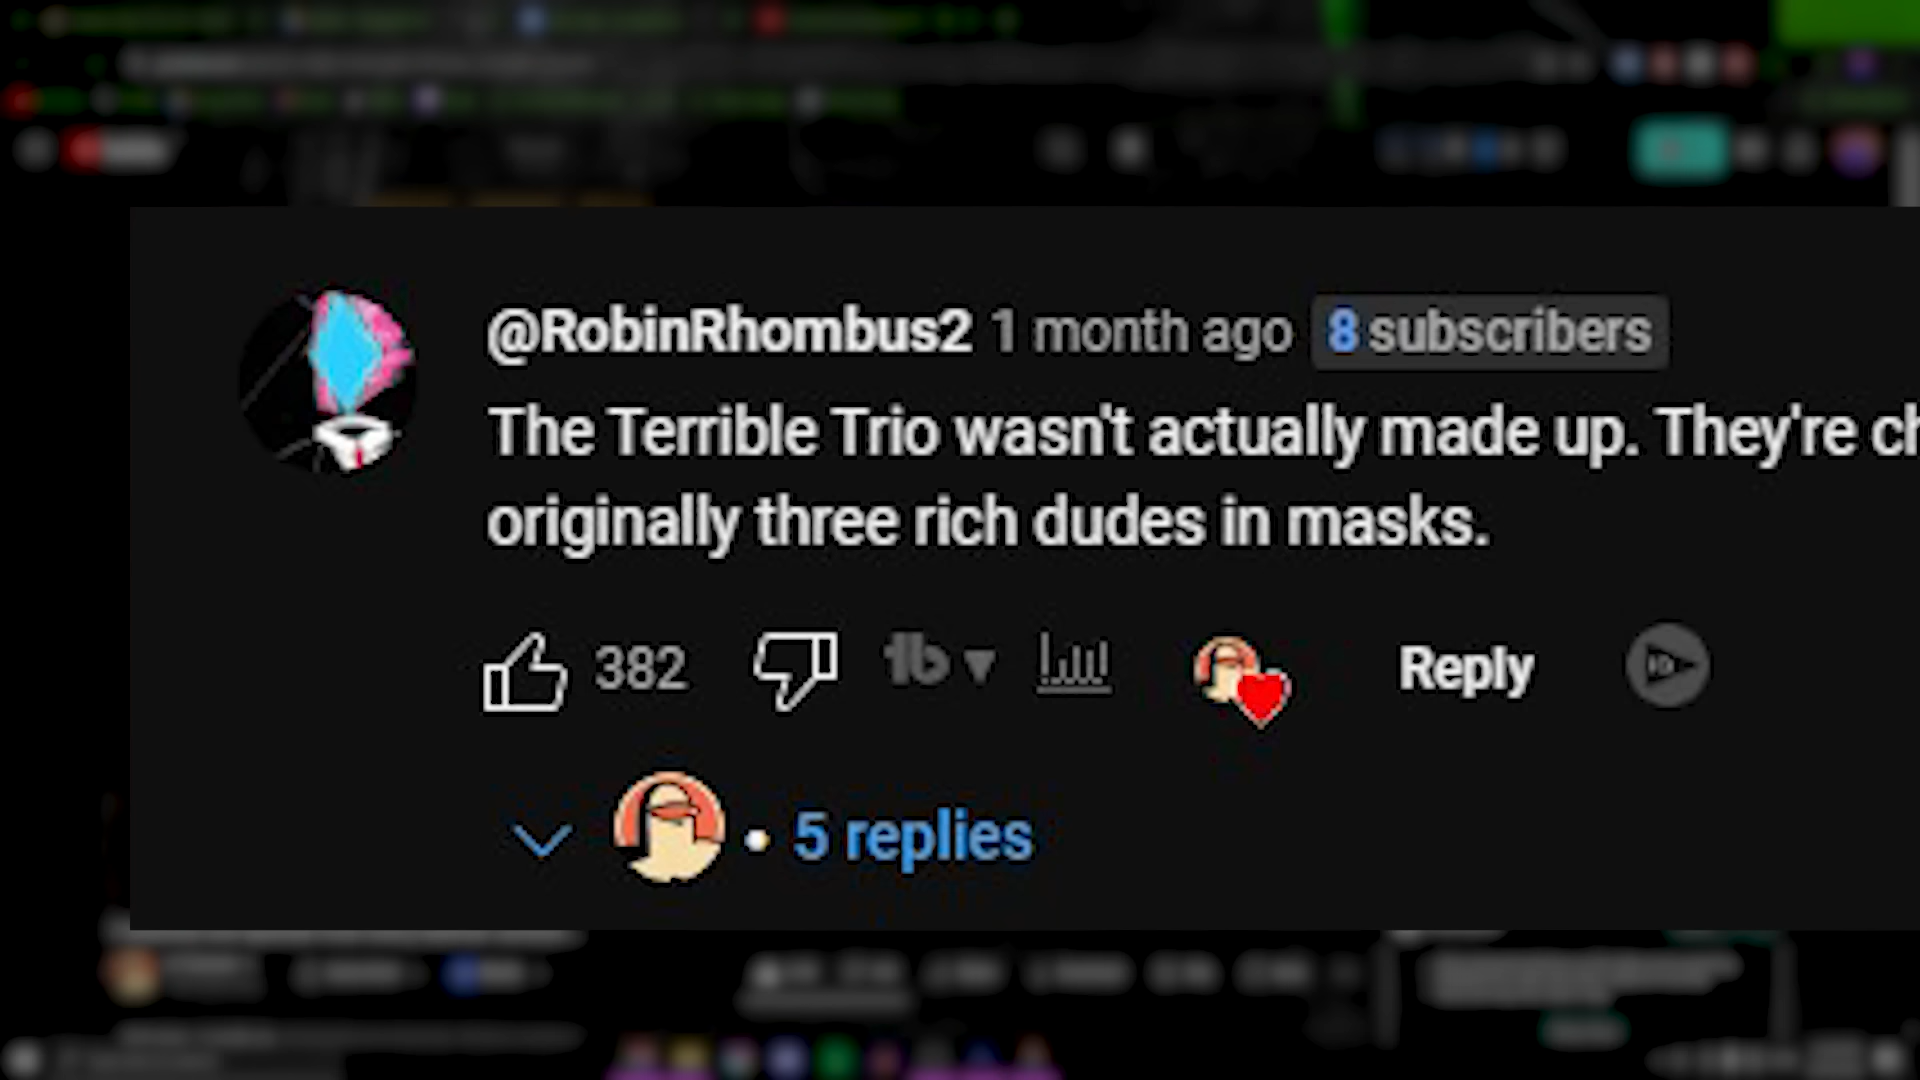 @RobinRhombus2 1 month ago 8 subscribers
The Terrible Trio wasn't actually made up. They're ch
originally three rich dudes in masks.
382 Reply
5 replies